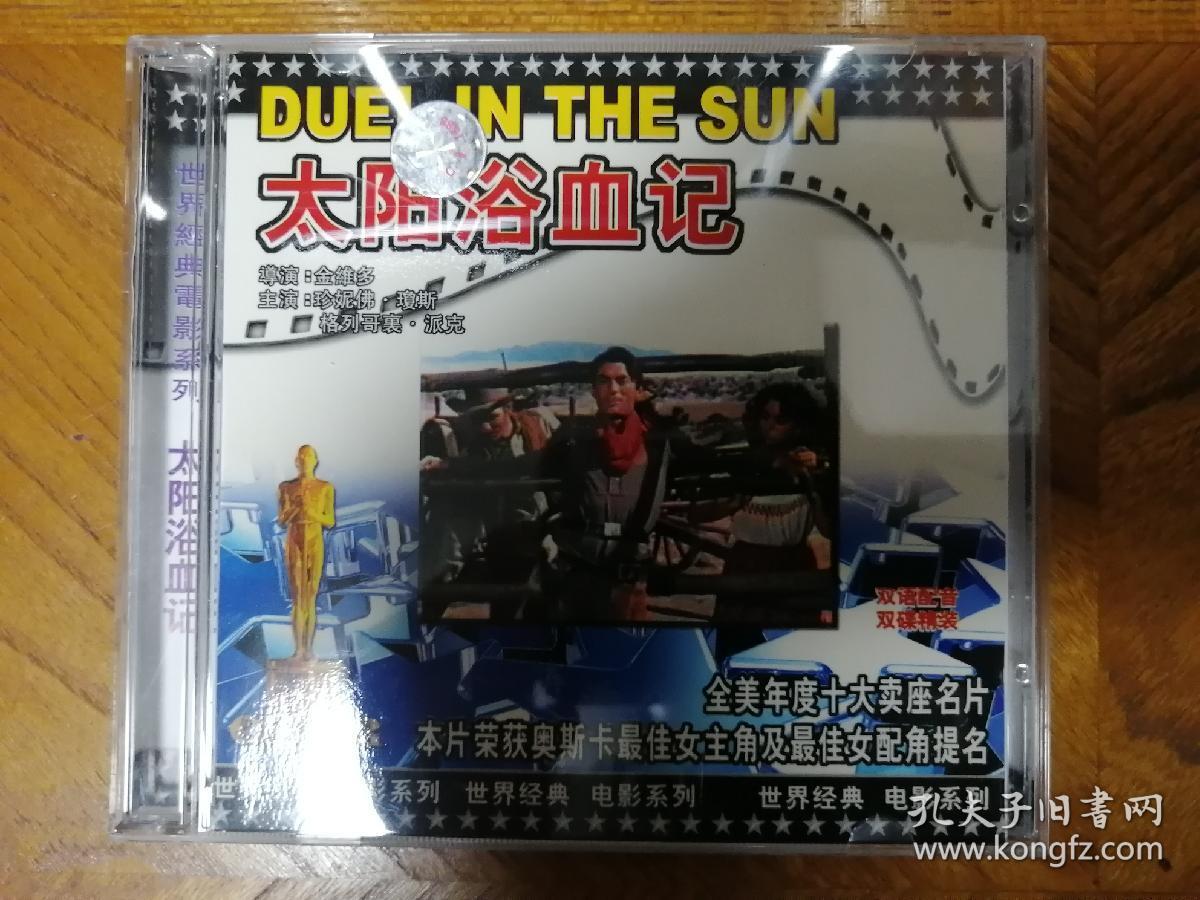 DUEL IN THE SUN
太阳浴血记
導演:金維多
主演:珍妮佛·瓊斯
格列哥裏·派克
世界經典電影系列 太阳浴血记
双语配音
双碟精装
全美年度十大卖座名片
本片荣获奥斯卡最佳女主角及最佳女配角提名
世 影系列 世界经典 电影系列 世界经典 电影系列
孔夫子旧書网
www.kongfz.com